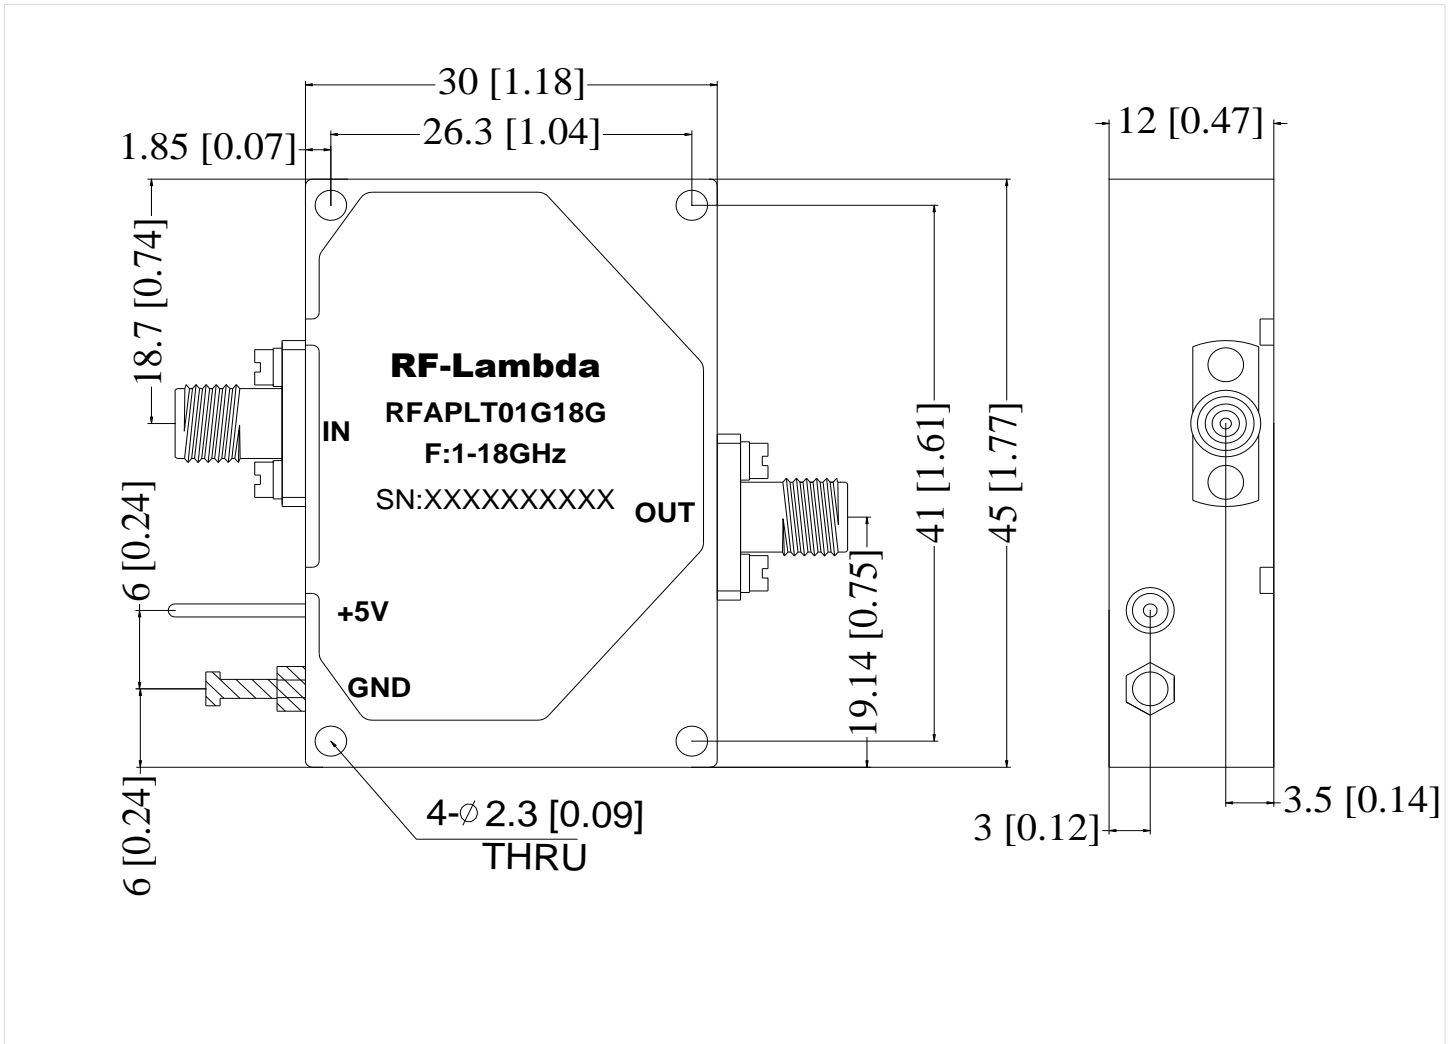 30 [1.18]
26.3 [1.04]
1.85 [0.07]
12 [0.47]
18.7 [0.74]
RF-Lambda
RFAPLT01G18G
F:1-18GHz
SN:XXXXXXXXXX
IN
OUT
41 [1.61]
45 [1.77]
6 [0.24]
+5V
19.14 [0.75]
GND
6 [0.24]
4-⌀ 2.3 [0.09]
THRU
3 [0.12]
3.5 [0.14]